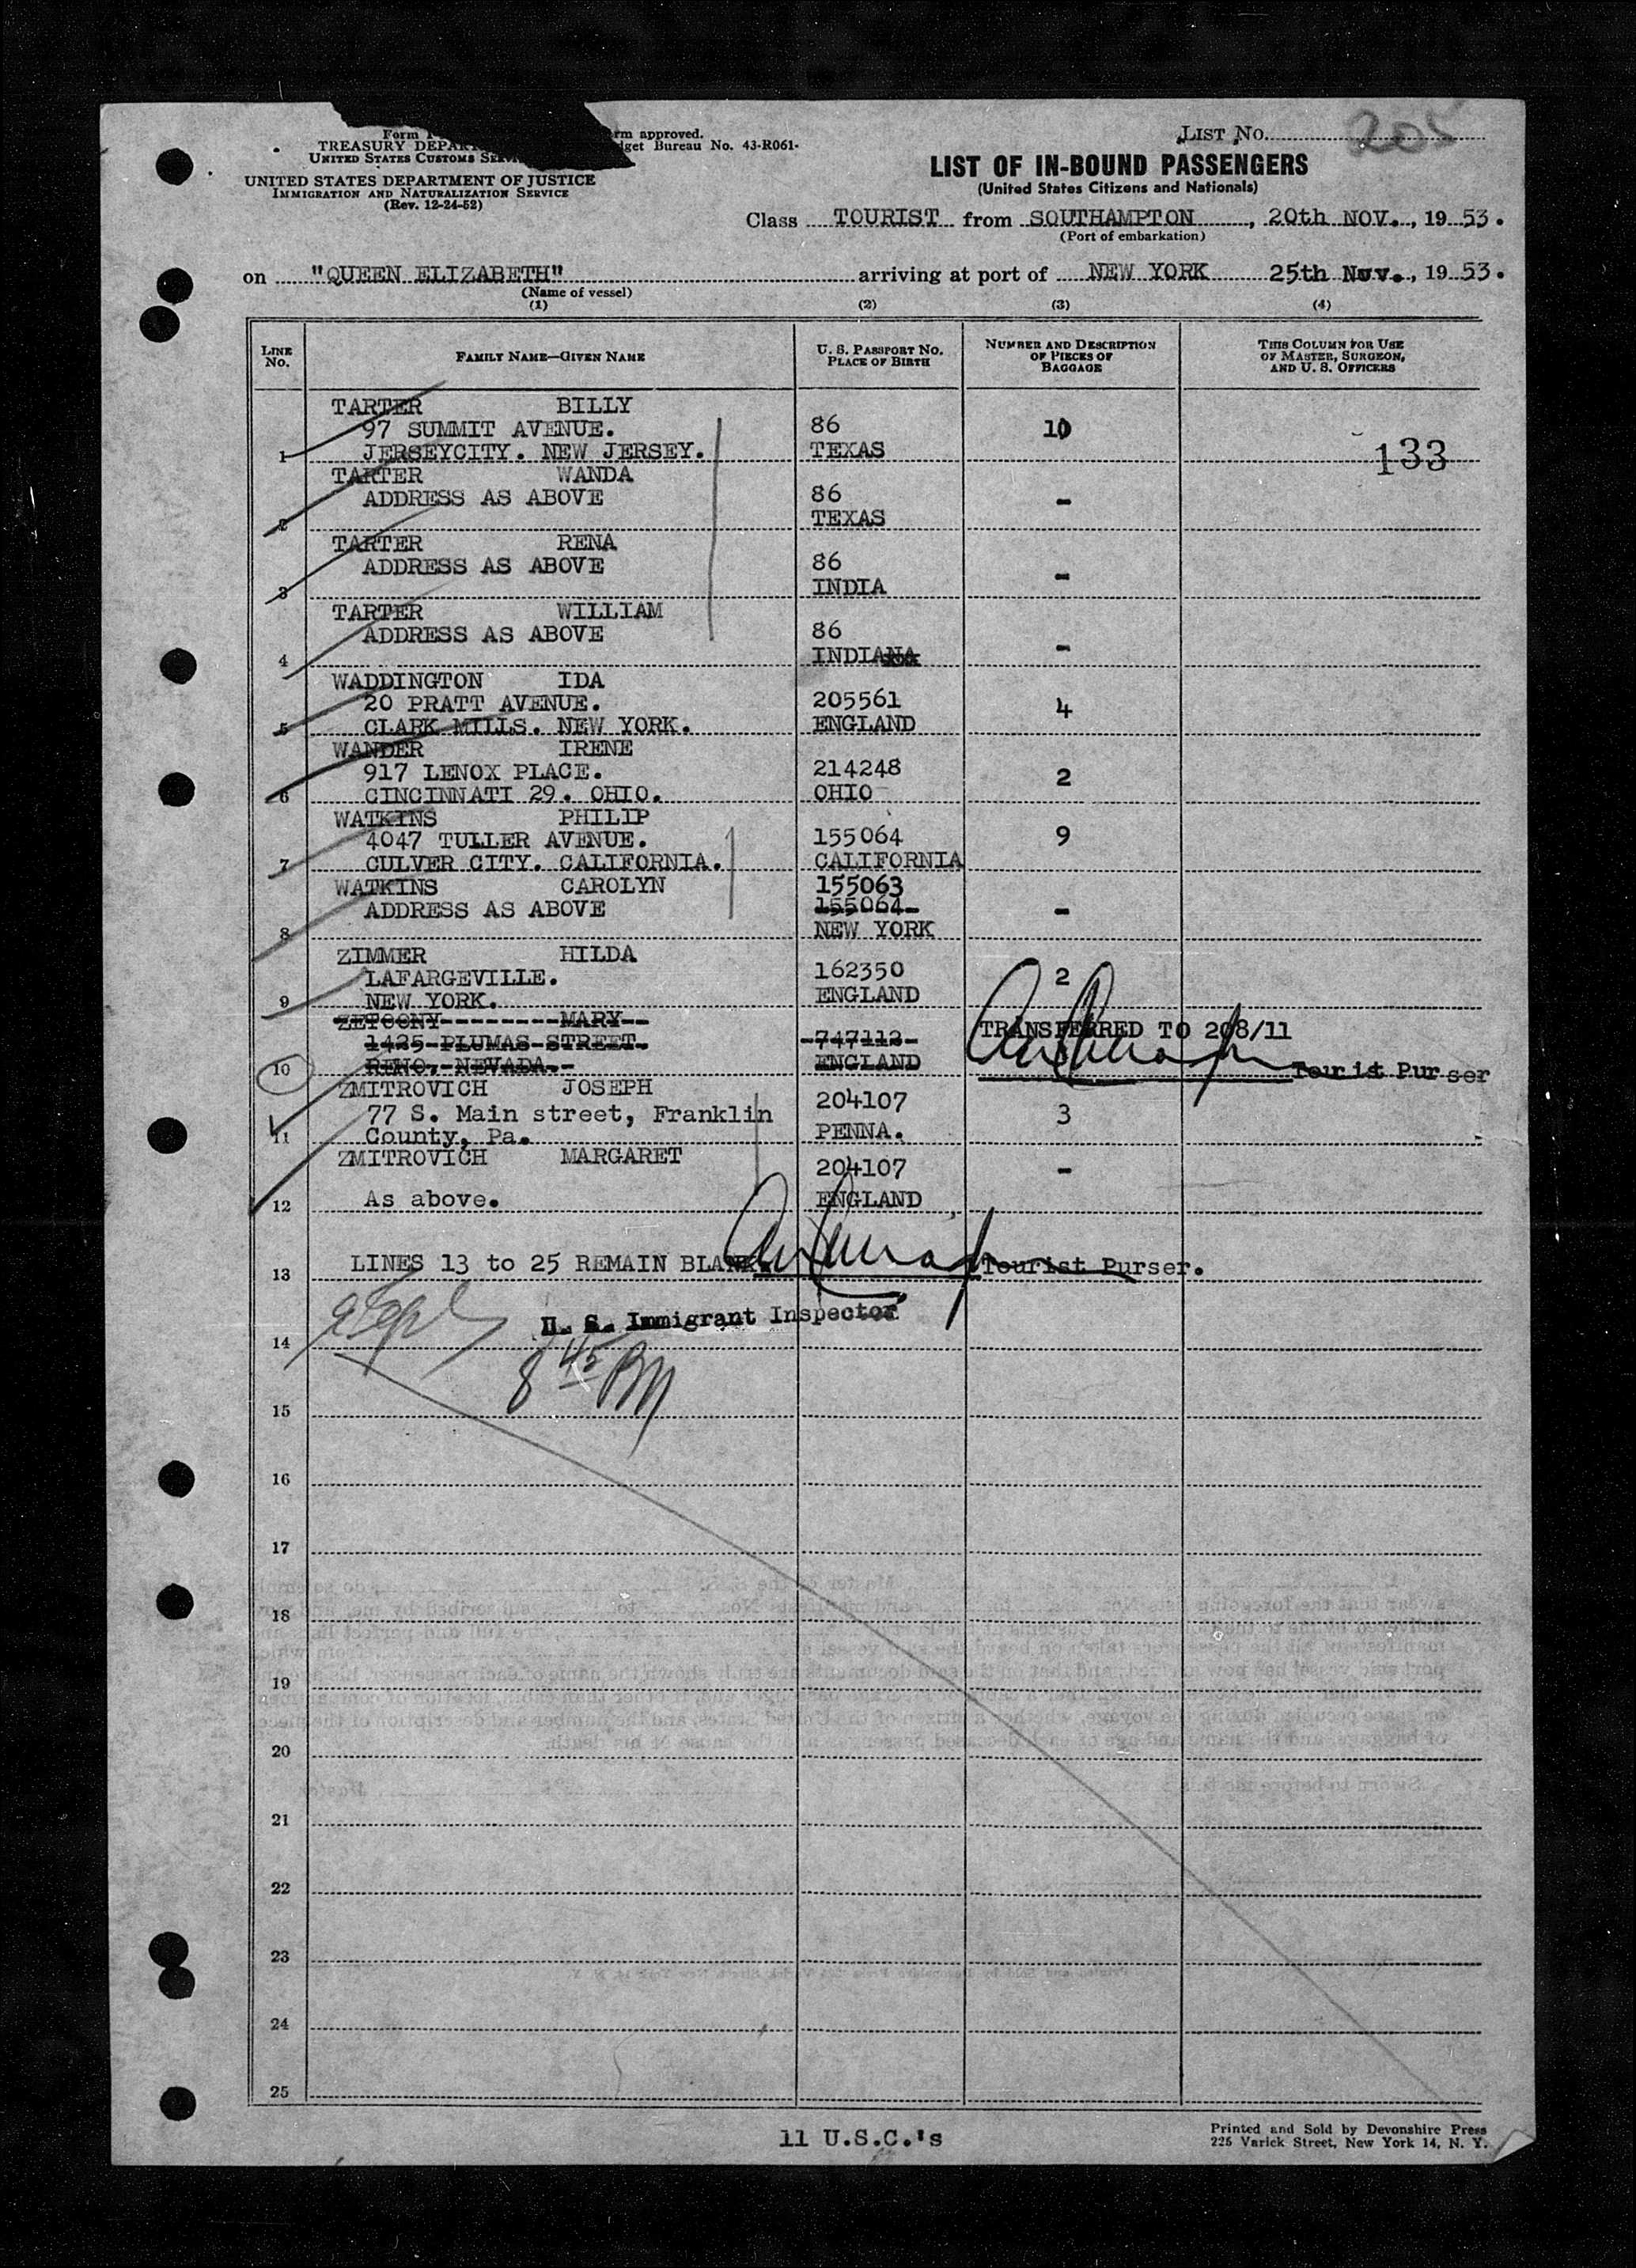 LIST NO. 205
Form
TREASURY DEPAR
rm approved.
dget Bureau No. 43-R061-
UNITED STATES CUSTOMS SERVI
UNITED STATES DEPARTMENT OF JUSTICE
IMMIGRATION AND NATURALIZATION SERVICE
(Rev. 12-24-52)
LIST OF IN-BOUND PASSENGERS
(United States Citizens and Nationals)
Class TOURIST from SOUTHAMPTON, 20th NOV., 1953.
(Port of embarkation)
on "QUEEN ELIZABETH" arriving at port of NEW YORK 25th Nov., 1953.
(Name of vessel)
(1) (2) (3) (4)
LINE NO.
FAMILY NAME—GIVEN NAME
U. S. PASSPORT NO.
PLACE OF BIRTH
NUMBER AND DESCRIPTION
OF PIECES OF
BAGGAGE
THIS COLUMN FOR USE
OF MASTER, SURGEON,
AND U. S. OFFICERS
TARTER BILLY
97 SUMMIT AVENUE. 86 10
1 JERSEYCITY. NEW JERSEY. TEXAS 133
TARTER WANDA
ADDRESS AS ABOVE 86 -
2 TEXAS
TARTER RENA
ADDRESS AS ABOVE 86 -
3 INDIA
TARTER WILLIAM
ADDRESS AS ABOVE 86 -
4 INDIANA
WADDINGTON IDA
20 PRATT AVENUE. 205561 4
5 CLARK MILLS. NEW YORK. ENGLAND
WANDER IRENE
917 LENOX PLACE. 214248 2
6 CINCINNATI 29. OHIO. OHIO
WATKINS PHILIP
4047 TULLER AVENUE. 155064 9
7 CULVER CITY. CALIFORNIA. CALIFORNIA
WATKINS CAROLYN 155063
ADDRESS AS ABOVE 155064 -
8 NEW YORK
ZIMMER HILDA
LAFARGEVILLE. 162350 2
9 NEW YORK. ENGLAND
ZETOONY MARY
1425 PLUMAS STREET. 747112 TRANSFERRED TO 208/11
10 RENO, NEVADA. ENGLAND Tourist Purser
ZMITROVICH JOSEPH
77 S. Main street, Franklin 204107 3
11 County, Pa. PENNA.
ZMITROVICH MARGARET 204107 -
12 As above. ENGLAND
13 LINES 13 to 25 REMAIN BLANK. Tourist Purser.
U. S. Immigrant Inspector
14
8 45 PM
15
16
17
18
19
20
21
22
23
24
25
11 U.S.C.'s
Printed and Sold by Devonshire Press
225 Varick Street, New York 14, N. Y.